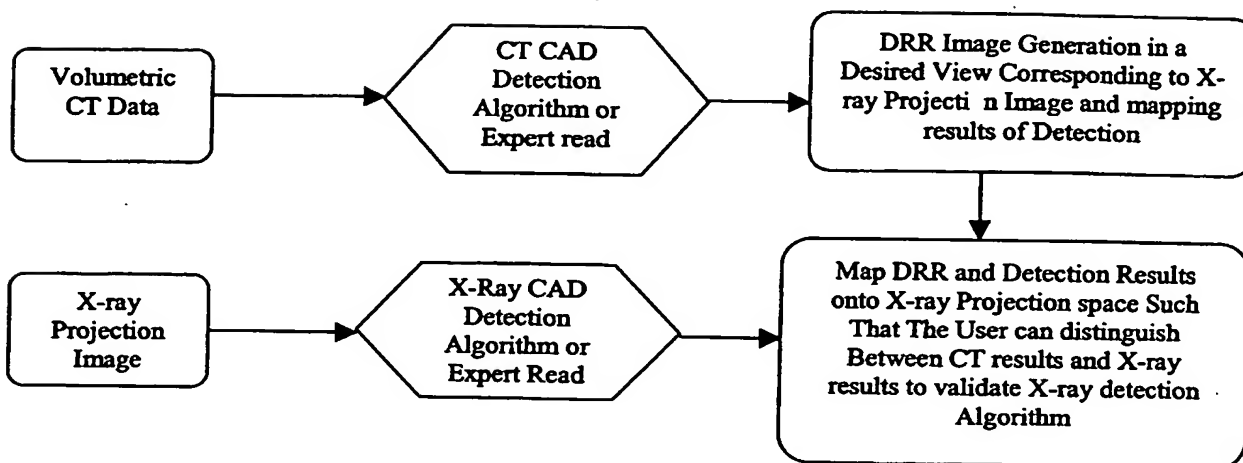 Volumetric
CT Data
CT CAD
Detection
Algorithm or
Expert read
DRR Image Generation in a
Desired View Corresponding to X-
ray Projecti n Image and mapping
results of Detection
X-ray
Projection
Image
X-Ray CAD
Detection
Algorithm or
Expert Read
Map DRR and Detection Results
onto X-ray Projection space Such
That The User can distinguish
Between CT results and X-ray
results to validate X-ray detection
Algorithm